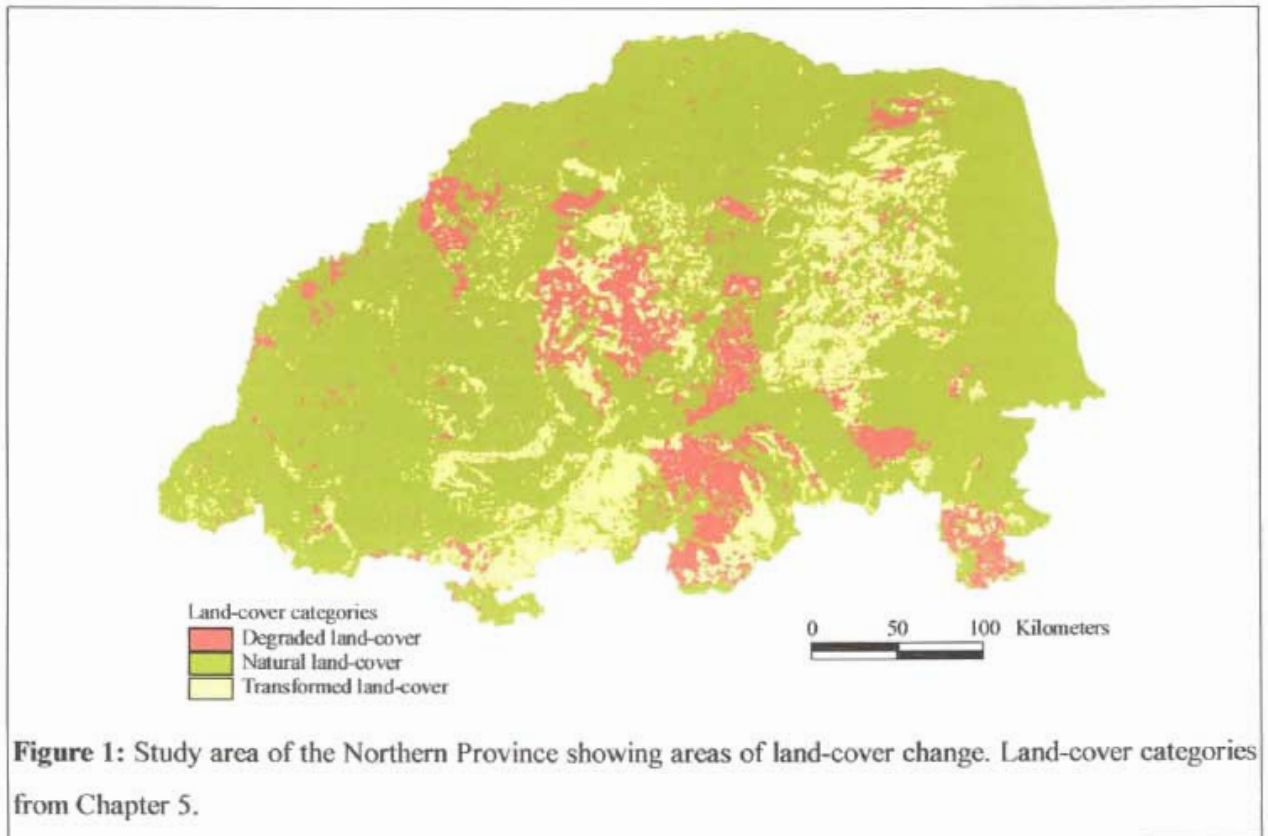 Land-cover categories
Degraded land-cover
Natural land-cover
Transformed land-cover
0 50 100 Kilometers
Figure 1: Study area of the Northern Province showing areas of land-cover change. Land-cover categories
from Chapter 5.